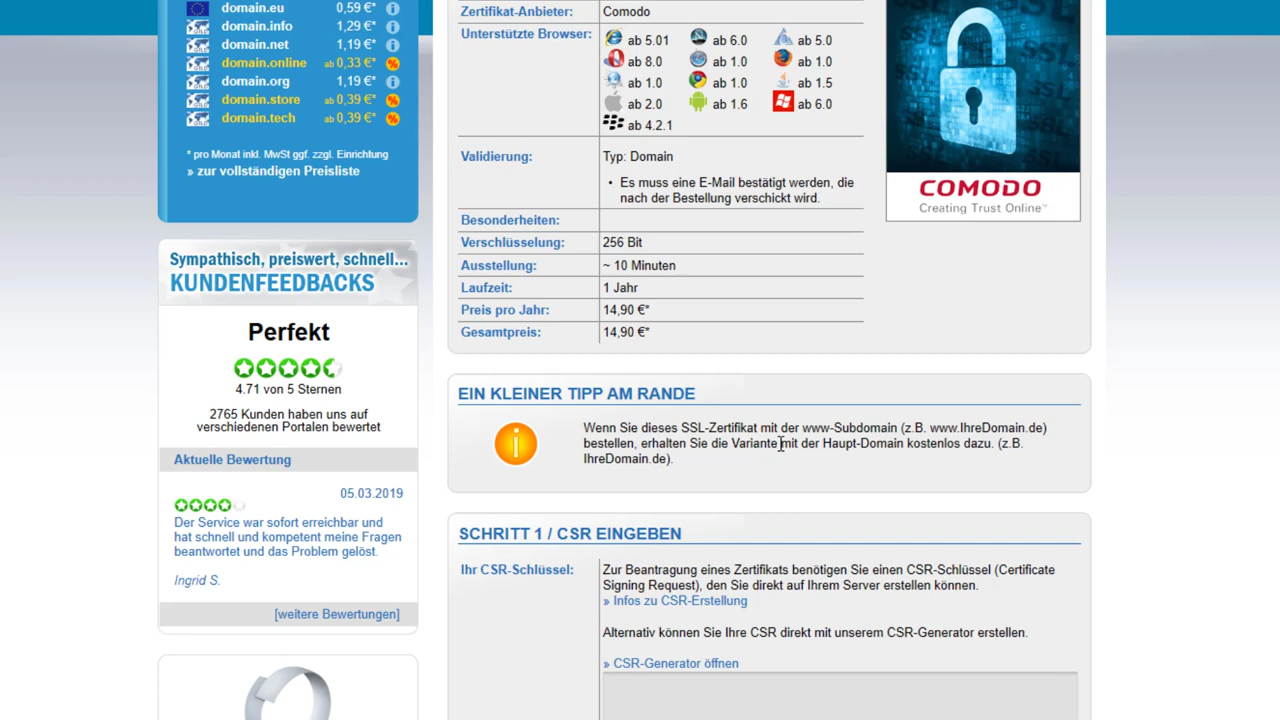 domain.eu 0,59 €*
domain.info 1,29 €*
domain.net 1,19 €*
domain.online ab 0,33 €* %
domain.org 1,19 €*
domain.store ab 0,39 €* %
domain.tech ab 0,39 €* %
* pro Monat inkl. MwSt ggf. zzgl. Einrichtung
» zur vollständigen Preisliste
Sympathisch, preiswert, schnell...
KUNDENFEEDBACKS
Perfekt
4.71 von 5 Sternen
2765 Kunden haben uns auf
verschiedenen Portalen bewertet
Aktuelle Bewertung
05.03.2019
Der Service war sofort erreichbar und
hat schnell und kompetent meine Fragen
beantwortet und das Problem gelöst.
Ingrid S.
[weitere Bewertungen]
Zertifikat-Anbieter: Comodo
Unterstützte Browser: ab 5.01 ab 6.0 ab 5.0
ab 8.0 ab 1.0 ab 1.0
ab 1.0 ab 1.0 ab 1.5
ab 2.0 ab 1.6 ab 6.0
ab 4.2.1
Validierung: Typ: Domain
• Es muss eine E-Mail bestätigt werden, die
nach der Bestellung verschickt wird.
Besonderheiten:
Verschlüsselung: 256 Bit
Ausstellung: ~ 10 Minuten
Laufzeit: 1 Jahr
Preis pro Jahr: 14,90 €*
Gesamtpreis: 14,90 €*
COMODO
Creating Trust Online™
EIN KLEINER TIPP AM RANDE
Wenn Sie dieses SSL-Zertifikat mit der www-Subdomain (z.B. www.IhreDomain.de)
bestellen, erhalten Sie die Variante mit der Haupt-Domain kostenlos dazu. (z.B.
IhreDomain.de).
SCHRITT 1 / CSR EINGEBEN
Ihr CSR-Schlüssel: Zur Beantragung eines Zertifikats benötigen Sie einen CSR-Schlüssel (Certificate
Signing Request), den Sie direkt auf Ihrem Server erstellen können.
» Infos zu CSR-Erstellung
Alternativ können Sie Ihre CSR direkt mit unserem CSR-Generator erstellen.
» CSR-Generator öffnen